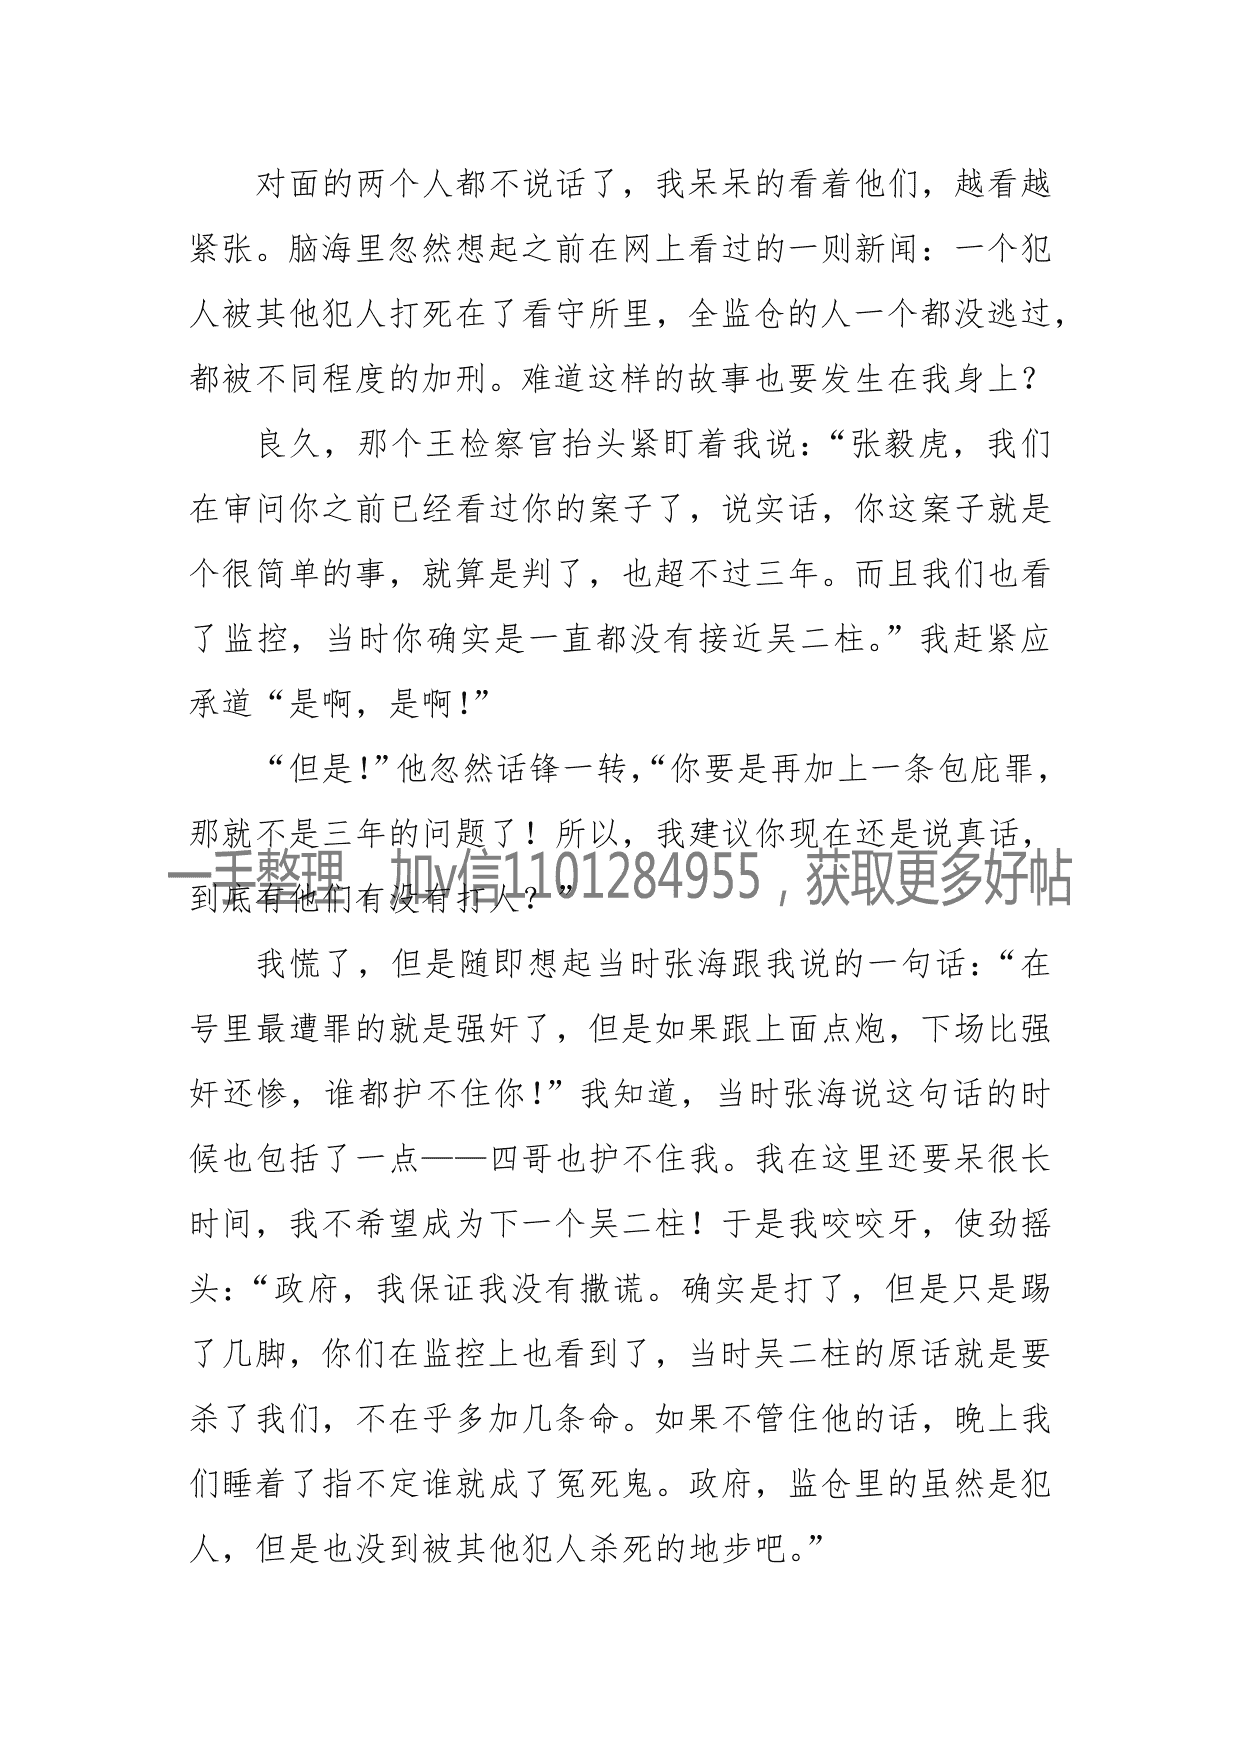 对面的两个人都不说话了，我呆呆的看着他们，越看越
紧张。脑海里忽然想起之前在网上看过的一则新闻：一个犯
人被其他犯人打死在了看守所里，全监仓的人一个都没逃过，
都被不同程度的加刑。难道这样的故事也要发生在我身上？
良久，那个王检察官抬头紧盯着我说：“张毅虎，我们
在审问你之前已经看过你的案子了，说实话，你这案子就是
个很简单的事，就算是判了，也超不过三年。而且我们也看
了监控，当时你确实是一直都没有接近吴二柱。”我赶紧应
承道“是啊，是啊！”
“但是！”他忽然话锋一转，“你要是再加上一条包庇罪，
那就不是三年的问题了！所以，我建议你现在还是说真话，
到底有他们有没有打人？”
一手整理，加v信1101284955，获取更多好帖
我慌了，但是随即想起当时张海跟我说的一句话：“在
号里最遭罪的就是强奸了，但是如果跟上面点炮，下场比强
奸还惨，谁都护不住你！”我知道，当时张海说这句话的时
候也包括了一点——四哥也护不住我。我在这里还要呆很长
时间，我不希望成为下一个吴二柱！于是我咬咬牙，使劲摇
头：“政府，我保证我没有撒谎。确实是打了，但是只是踢
了几脚，你们在监控上也看到了，当时吴二柱的原话就是要
杀了我们，不在乎多加几条命。如果不管住他的话，晚上我
们睡着了指不定谁就成了冤死鬼。政府，监仓里的虽然是犯
人，但是也没到被其他犯人杀死的地步吧。”